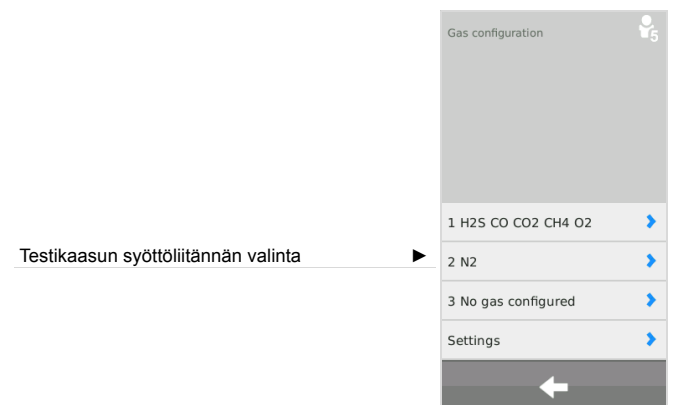 Gas configuration
5
1 H2S CO CO2 CH4 O2
Testikaasun syöttöliitännän valinta ►
2 N2
3 No gas configured
Settings